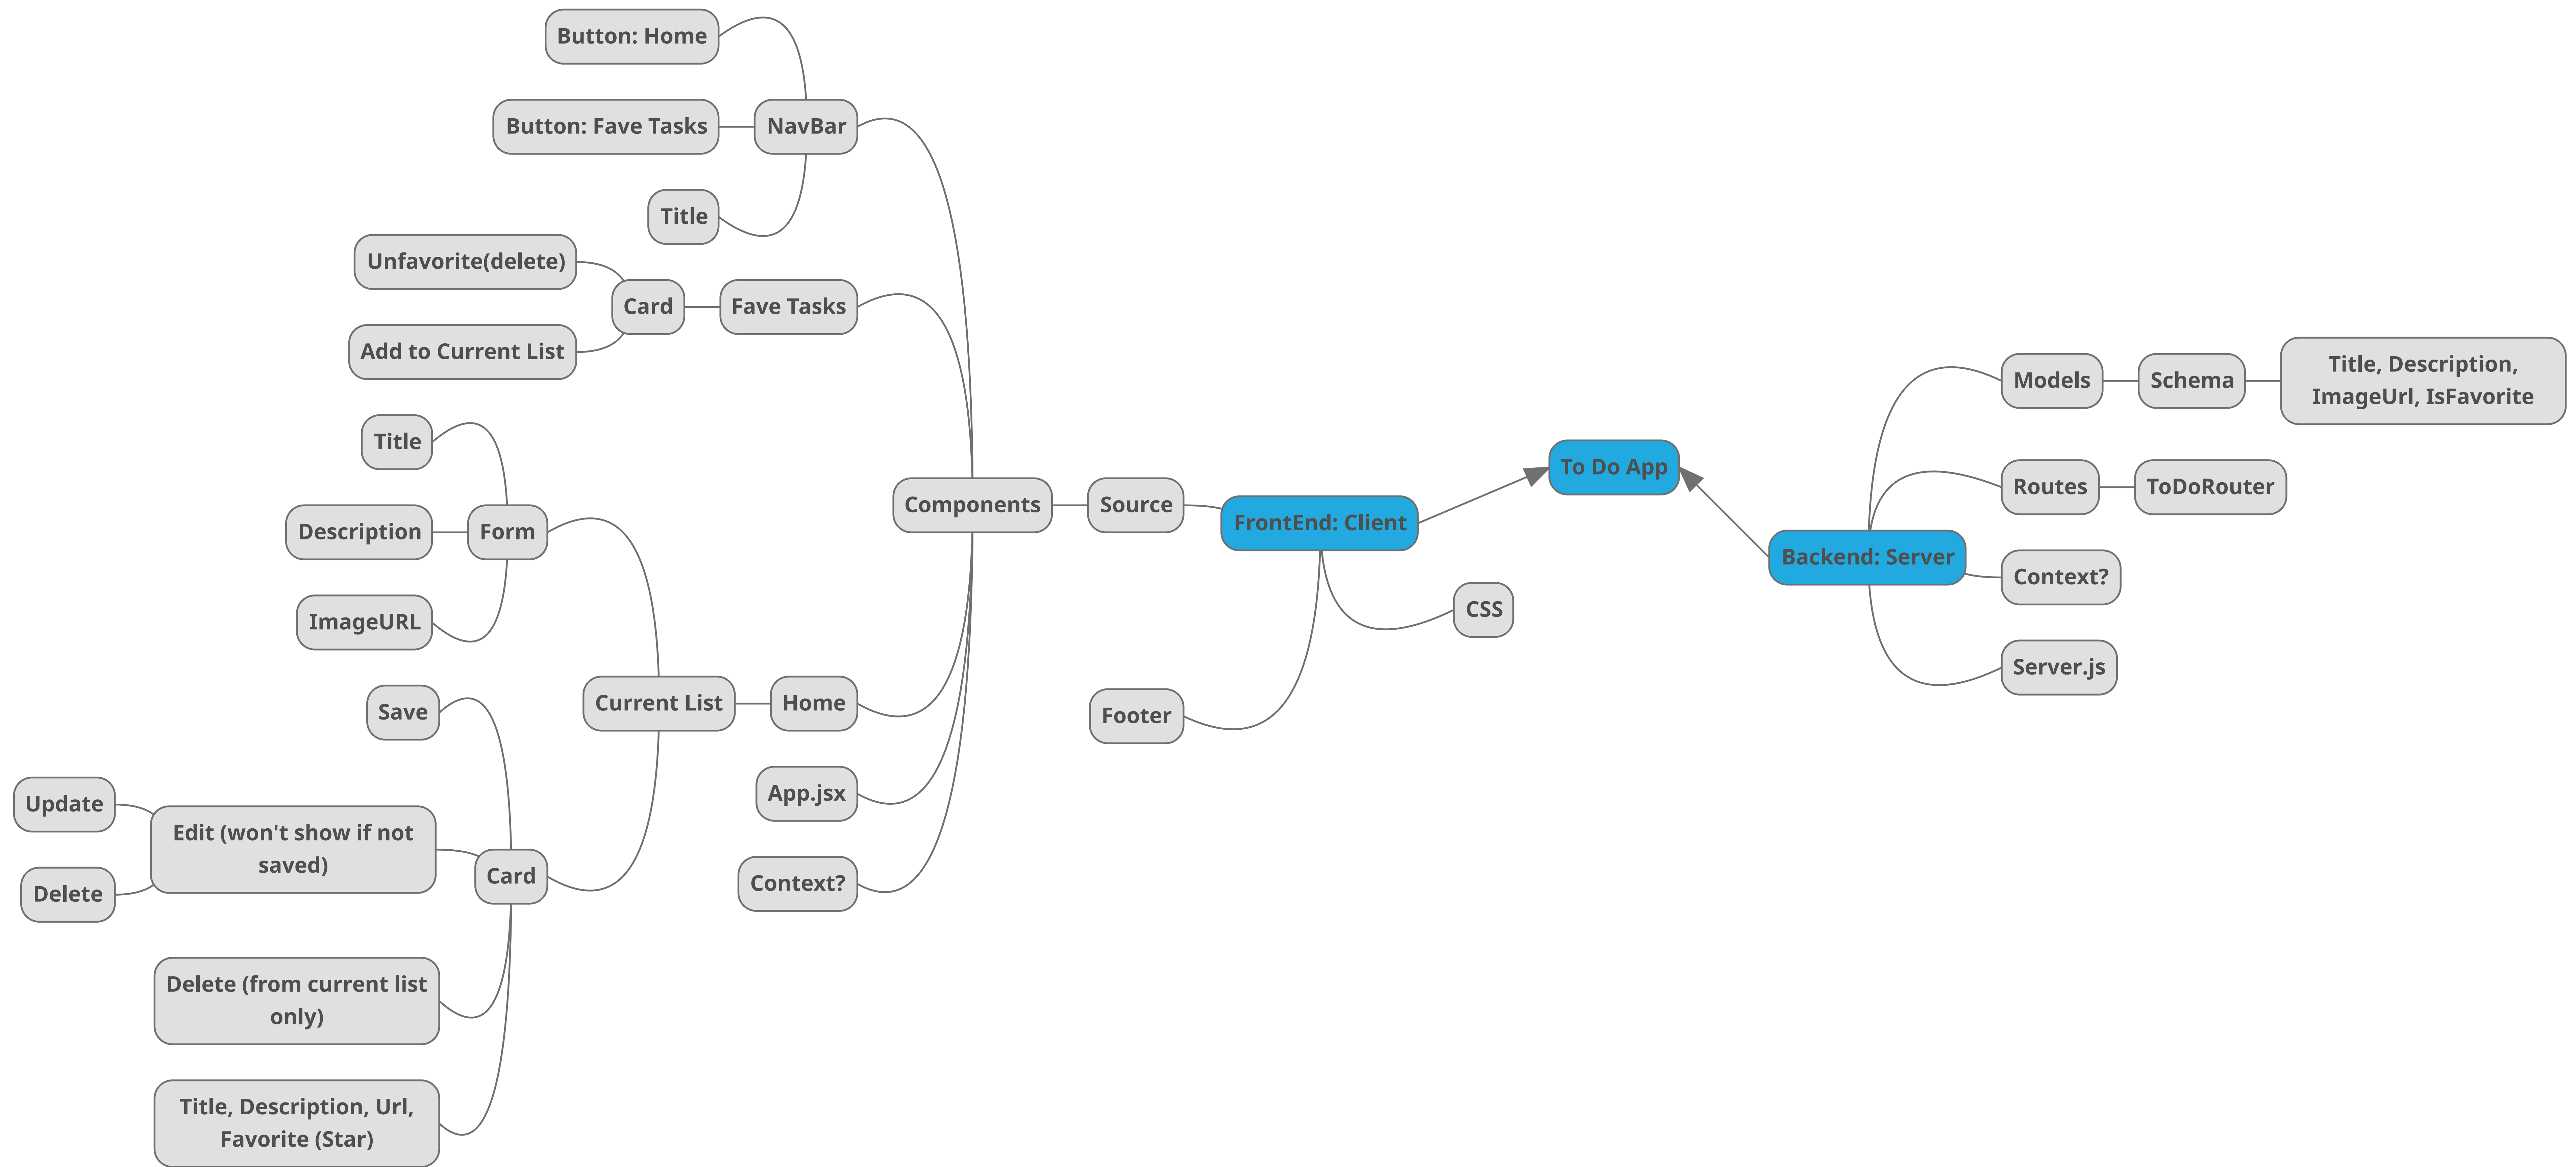 Button: Home
Button: Fave Tasks
NavBar
Title
Unfavorite(delete)
Card
Fave Tasks
Add to Current List
Title
Description
Form
ImageURL
Components
Source
FrontEnd: Client
To Do App
Models
Schema
Title, Description,
ImageUrl, IsFavorite
Routes
ToDoRouter
Backend: Server
Context?
Server.js
CSS
Footer
Save
Current List
Home
App.jsx
Context?
Update
Edit (won't show if not
saved)
Delete
Card
Delete (from current list
only)
Title, Description, Url,
Favorite (Star)